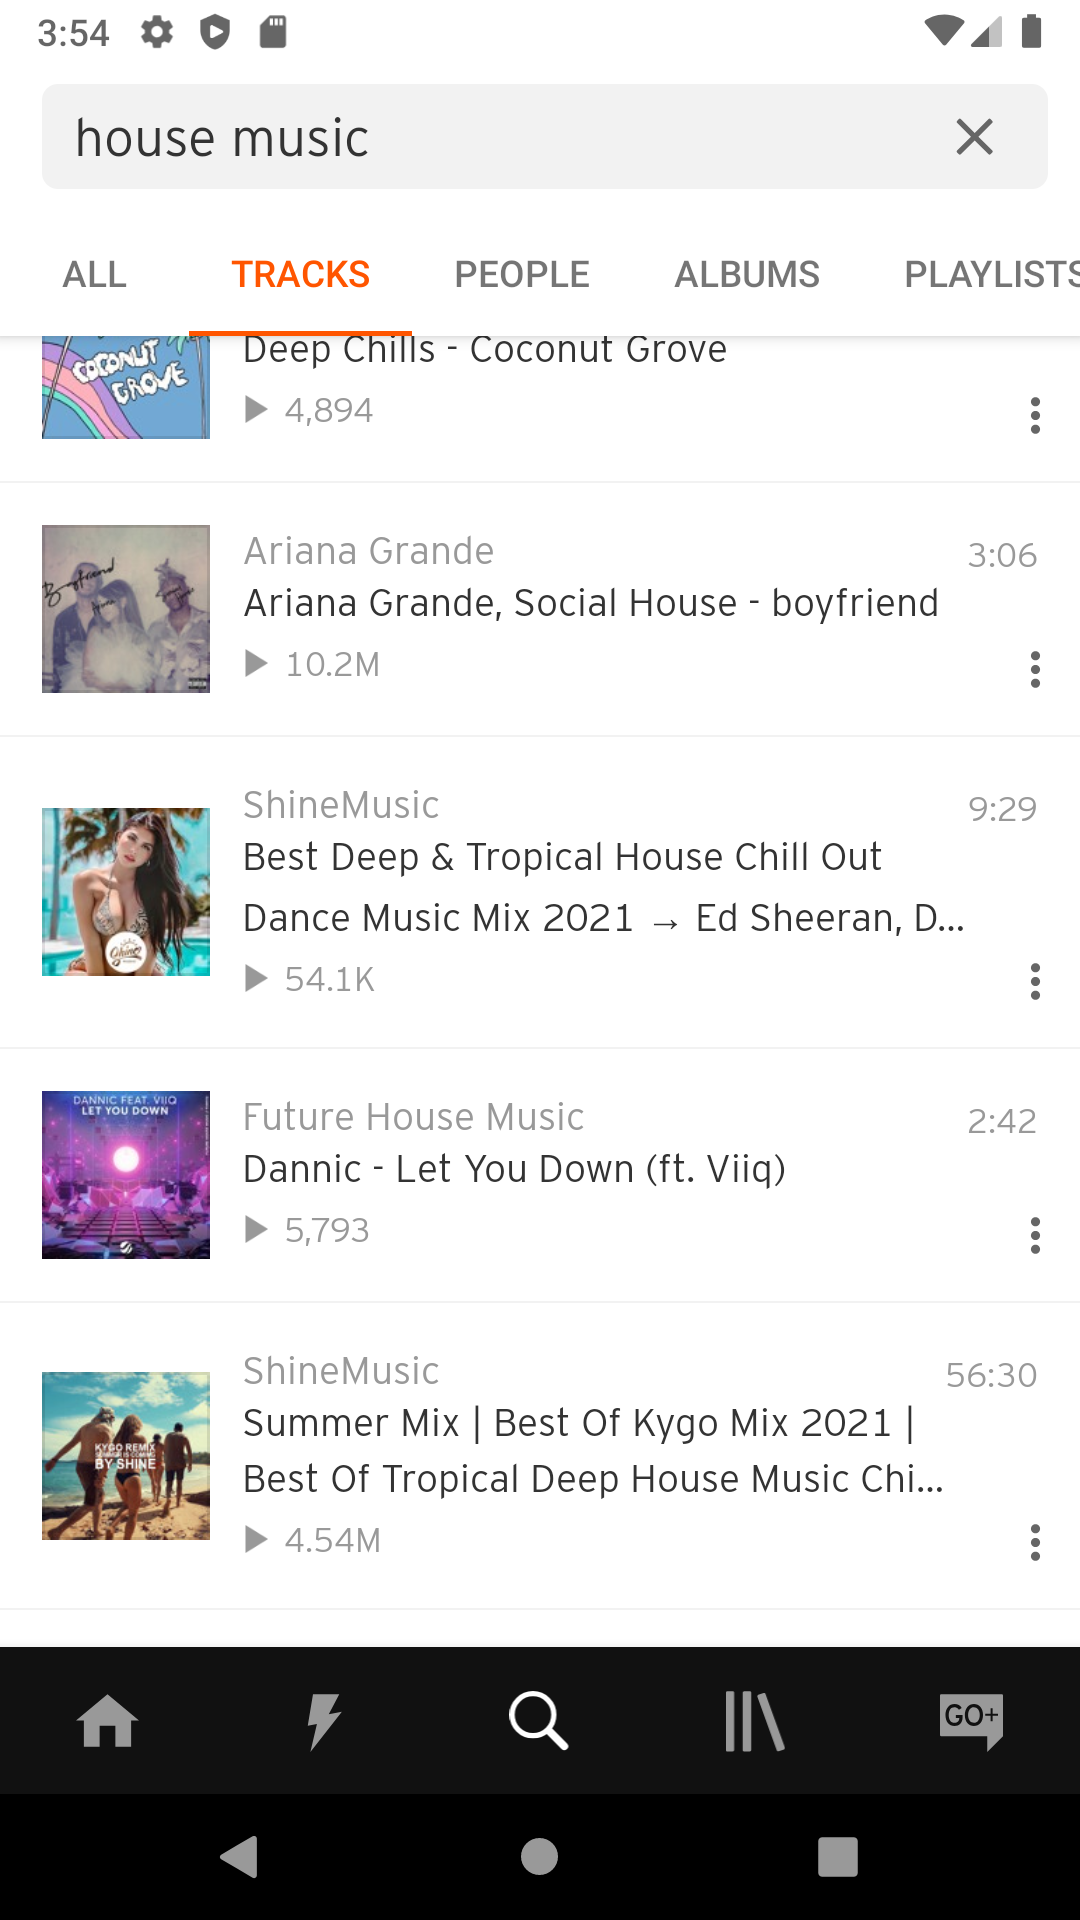 3:54
house music
ALL TRACKS PEOPLE ALBUMS PLAYLISTS
COCONUT
GROVE
Deep Chills - Coconut Grove
4,894
Boyfriend
Ariana Grande
3:06
Ariana Grande, Social House - boyfriend
10.2M
Shine
ShineMusic
9:29
Best Deep & Tropical House Chill Out
Dance Music Mix 2021 → Ed Sheeran, D...
54.1K
DANNIC FEAT. VIIQ
LET YOU DOWN
Future House Music
2:42
Dannic - Let You Down (ft. Viiq)
5,793
KYGO REMIX
SUMMER IS COMING
BY SHINE
ShineMusic
56:30
Summer Mix | Best Of Kygo Mix 2021 |
Best Of Tropical Deep House Music Chi...
4.54M
GO+